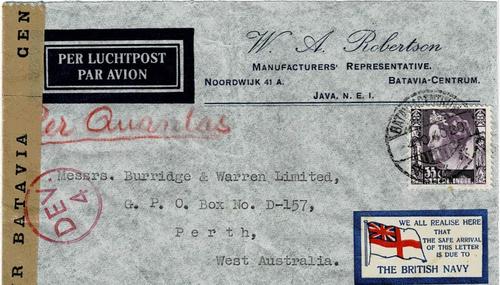 PER LUCHTPOST
PAR AVION
W. A. Robertson
MANUFACTURERS' REPRESENTATIVE.
NOORDWIJK 41 A. BATAVIA-CENTRUM.
JAVA, N. E. I.
Per Quantas
Messrs. Burridge & Warren Limited,
G. P. O. Box No. D-157,
Perth,
West Australia.
DEV.
4
R BATAVIA CEN
35
WE ALL REALISE HERE
THAT
THE SAFE ARRIVAL
OF THIS LETTER
IS DUE TO
THE BRITISH NAVY